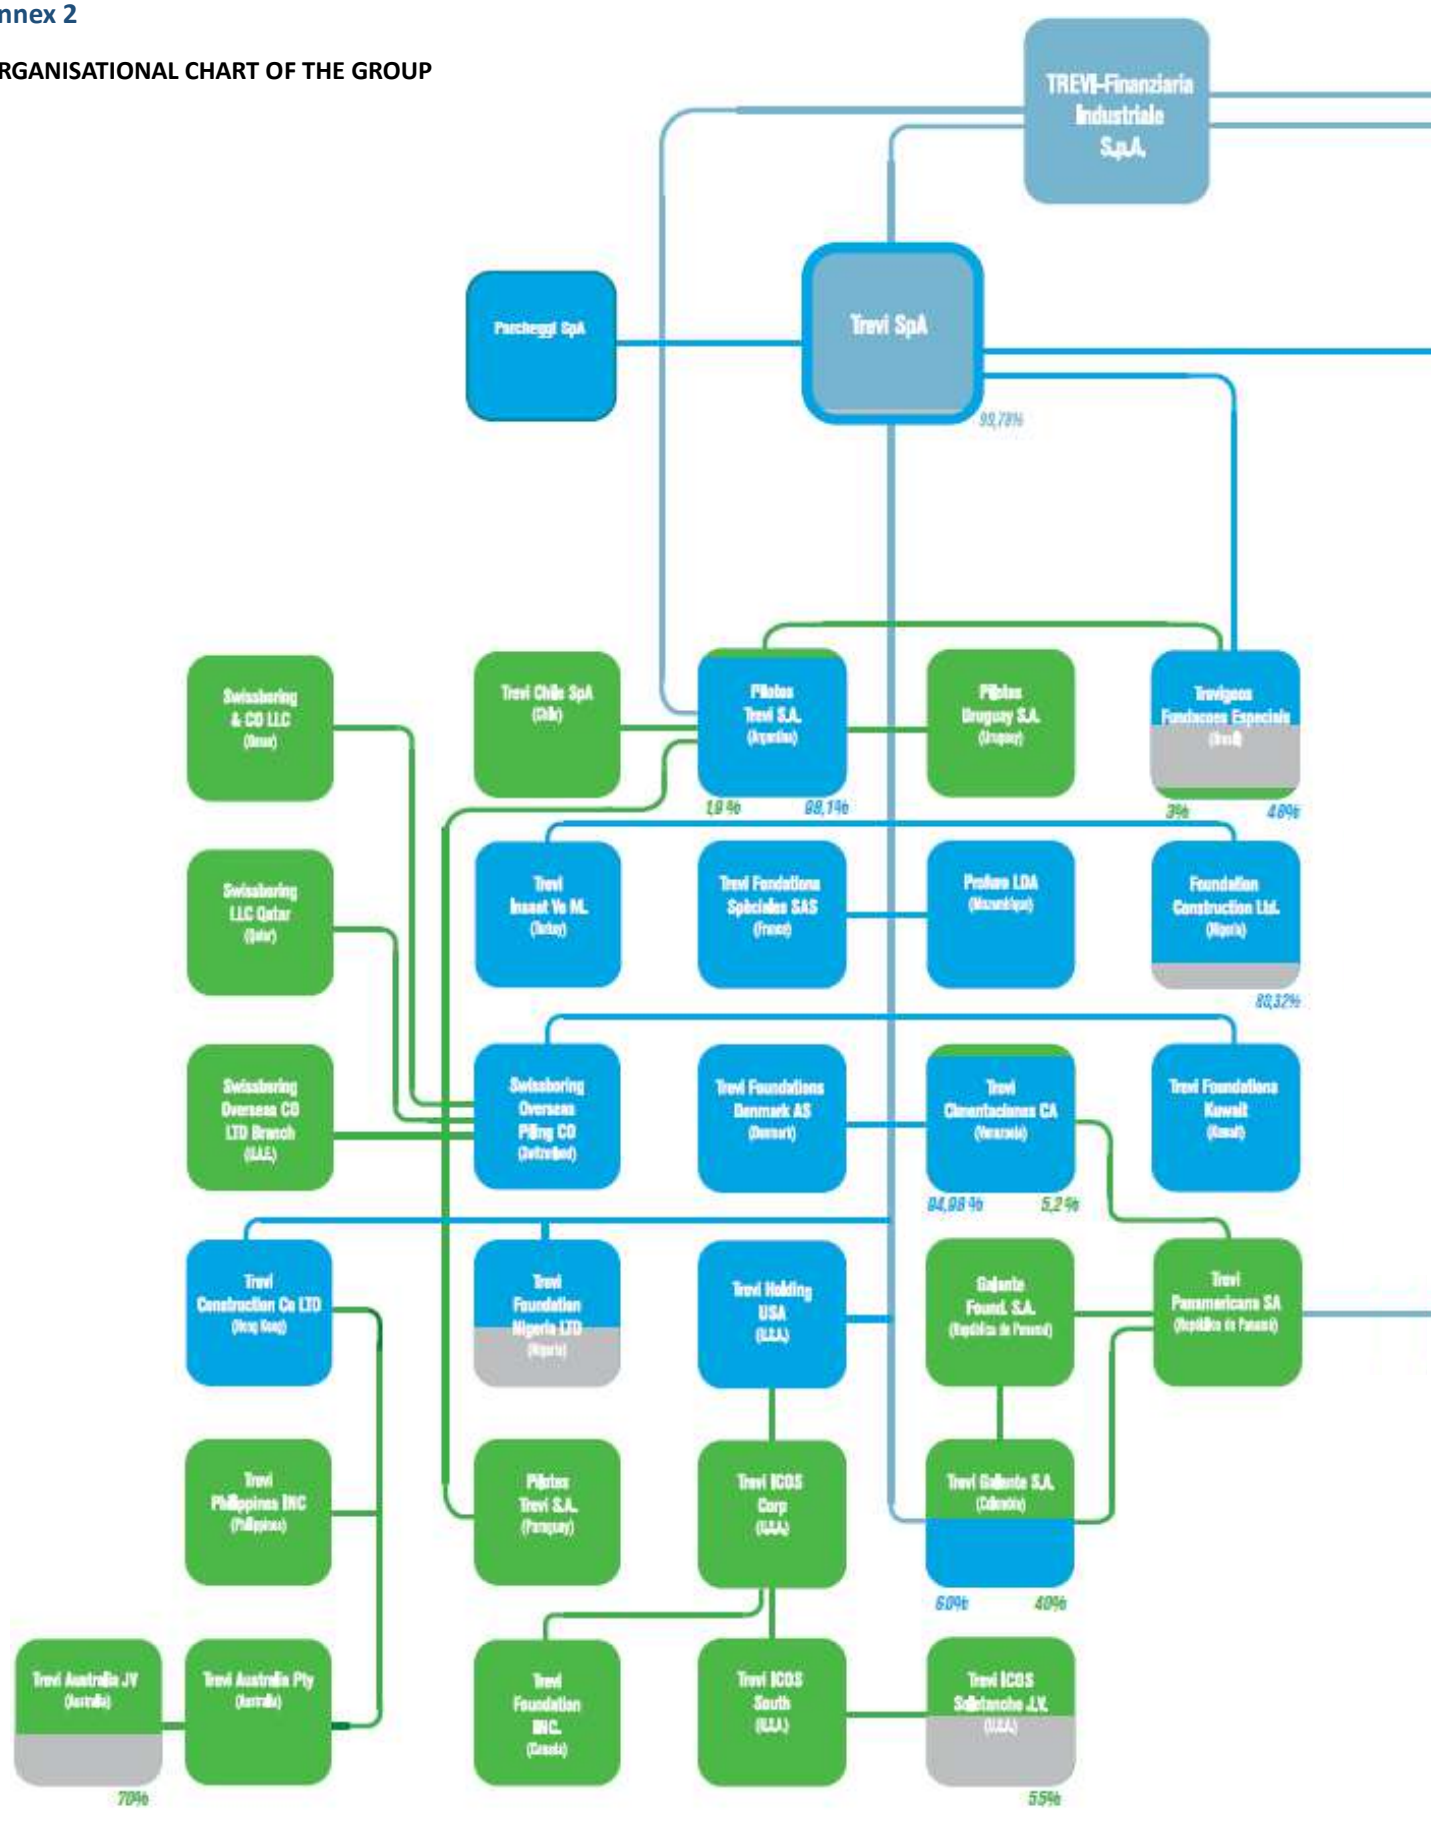 nnex 2
RGANISATIONAL CHART OF THE GROUP
TREVI-Finanziaria
Industriale
S.p.A.
Parcheggi SpA
Trevi SpA
99,78%
Swissboring
& CO LLC
(Oman)
Trevi Chile SpA
(Chile)
Pilotes
Trevi S.A.
(Argentina)
1,9 %
98,1%
Pilotes
Uruguay S.A.
(Uruguay)
Trevigeos
Fundacoes Especiais
(Brasil)
3%
48%
Swissboring
LLC Qatar
(Qatar)
Trevi
Insaat Ve M.
(Turkey)
Trevi Fondations
Spèciales SAS
(France)
Profuro LDA
(Mozambique)
Foundation
Construction Ltd.
(Nigeria)
80,32%
Swissboring
Overseas CO
LTD Branch
(U.A.E.)
Swissboring
Overseas
Piling CO
(Switzerland)
Trevi Foundations
Denmark AS
(Denmark)
Trevi
Cimentaciones CA
(Venezuela)
94,98 %
5,2 %
Trevi Foundations
Kuwait
(Kuwait)
Trevi
Construction Co LTD
(Hong Kong)
Trevi
Foundation
Nigeria LTD
(Nigeria)
Trevi Holding
USA
(U.S.A.)
Galante
Found. S.A.
(República de Panamá)
Trevi
Panamericana SA
(República de Panamá)
Trevi
Philippines INC
(Philippines)
Pilotes
Trevi S.A.
(Paraguay)
Trevi ICOS
Corp
(U.S.A.)
Trevi Galante S.A.
(Colombia)
60%
40%
Trevi Australia JV
(Australia)
70%
Trevi Australia Pty
(Australia)
Trevi
Foundation
INC.
(Canada)
Trevi ICOS
South
(U.S.A.)
Trevi ICOS
Soletanche J.V.
(U.S.A.)
55%